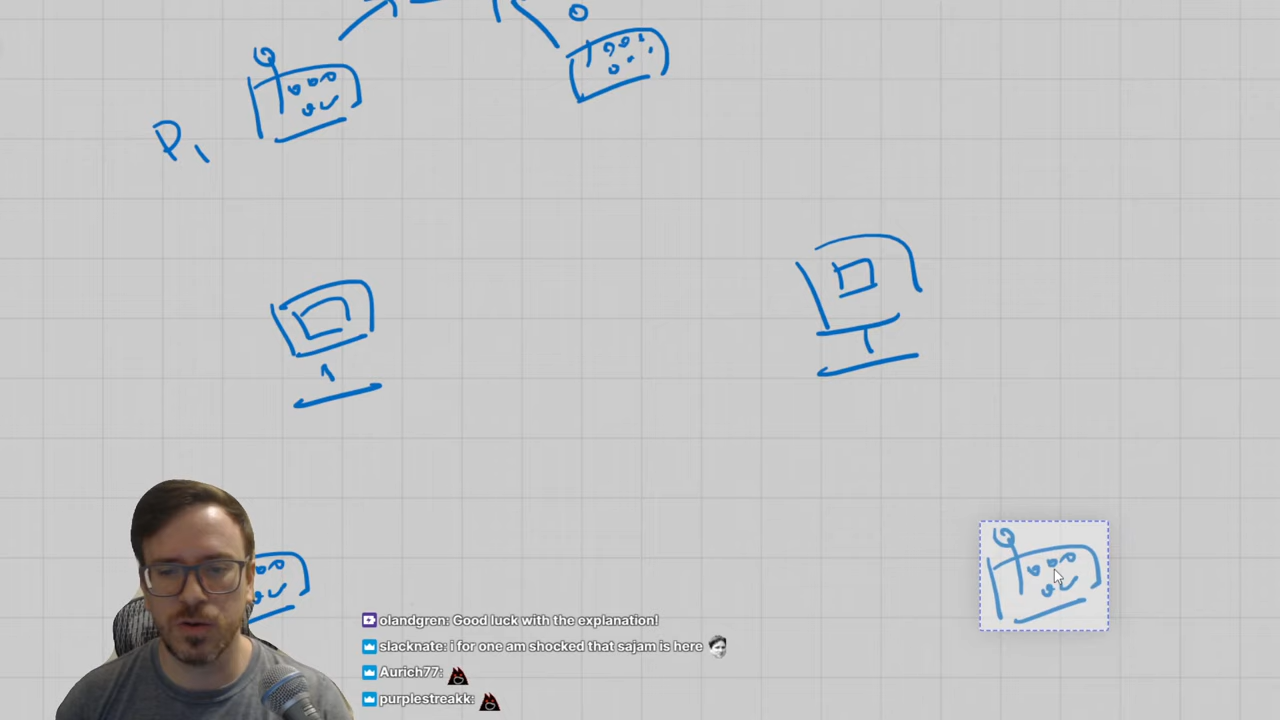 P1
olandgren: Good luck with the explanation!
slacknate: i for one am shocked that sajam is here
Aurich77:
purplestreakk: